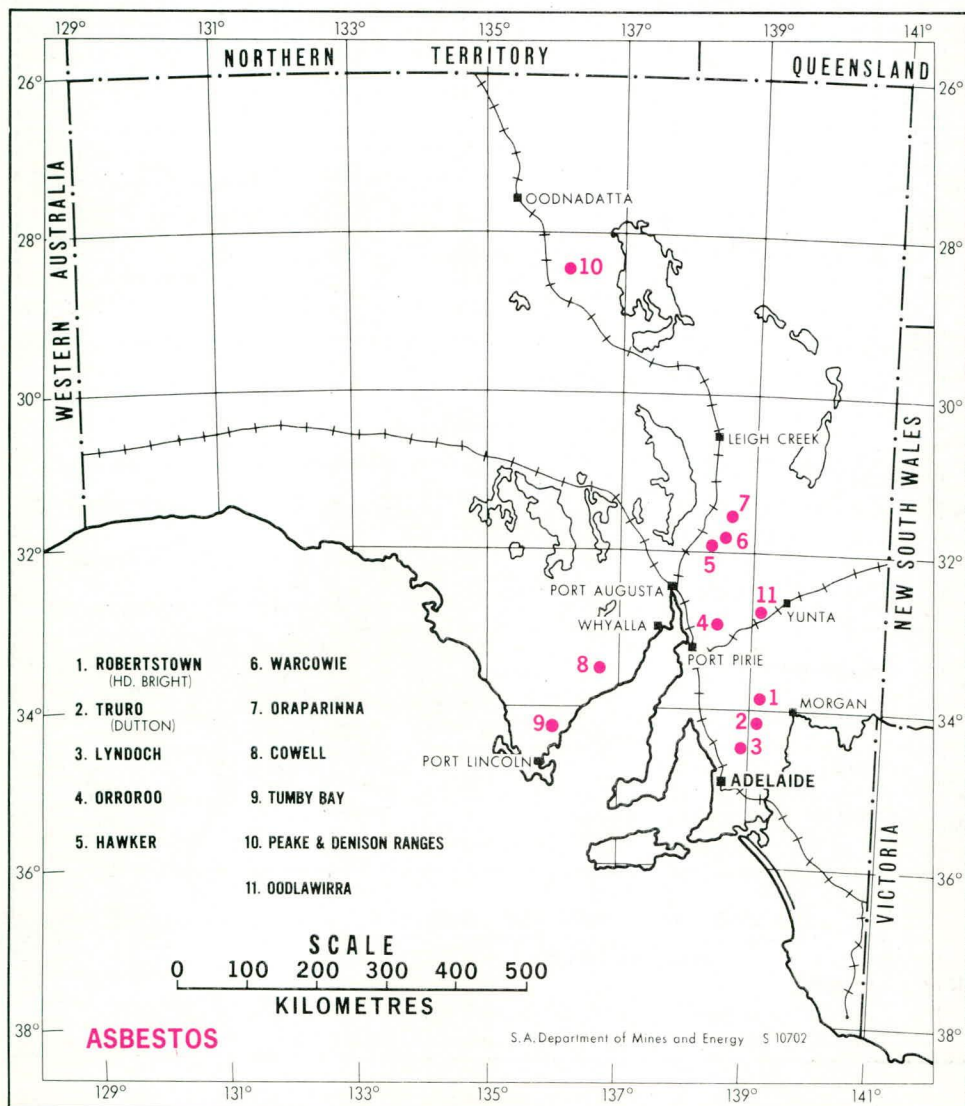 129° 131° 133° 135° 137° 139° 141°
NORTHERN TERRITORY QUEENSLAND
26° 26°
WESTERN AUSTRALIA
OODNADATTA
28° 28°
10
30° 30°
LEIGH CREEK
NEW SOUTH WALES
7
6
5
32° 32°
PORT AUGUSTA
11
YUNTA
WHYALLA
4
PORT PIRIE
8
1
MORGAN
34° 34°
9
2
3
PORT LINCOLN
ADELAIDE
1. ROBERTSTOWN
(HD. BRIGHT)
2. TRURO
(DUTTON)
3. LYNDOCH
4. ORROROO
5. HAWKER
6. WARCOWIE
7. ORAPARINNA
8. COWELL
9. TUMBY BAY
10. PEAKE & DENISON RANGES
11. OODLAWIRRA
36° 36°
VICTORIA
SCALE
0 100 200 300 400 500
KILOMETRES
38° 38°
ASBESTOS
S.A. Department of Mines and Energy S 10702
129° 131° 133° 135° 137° 139° 141°